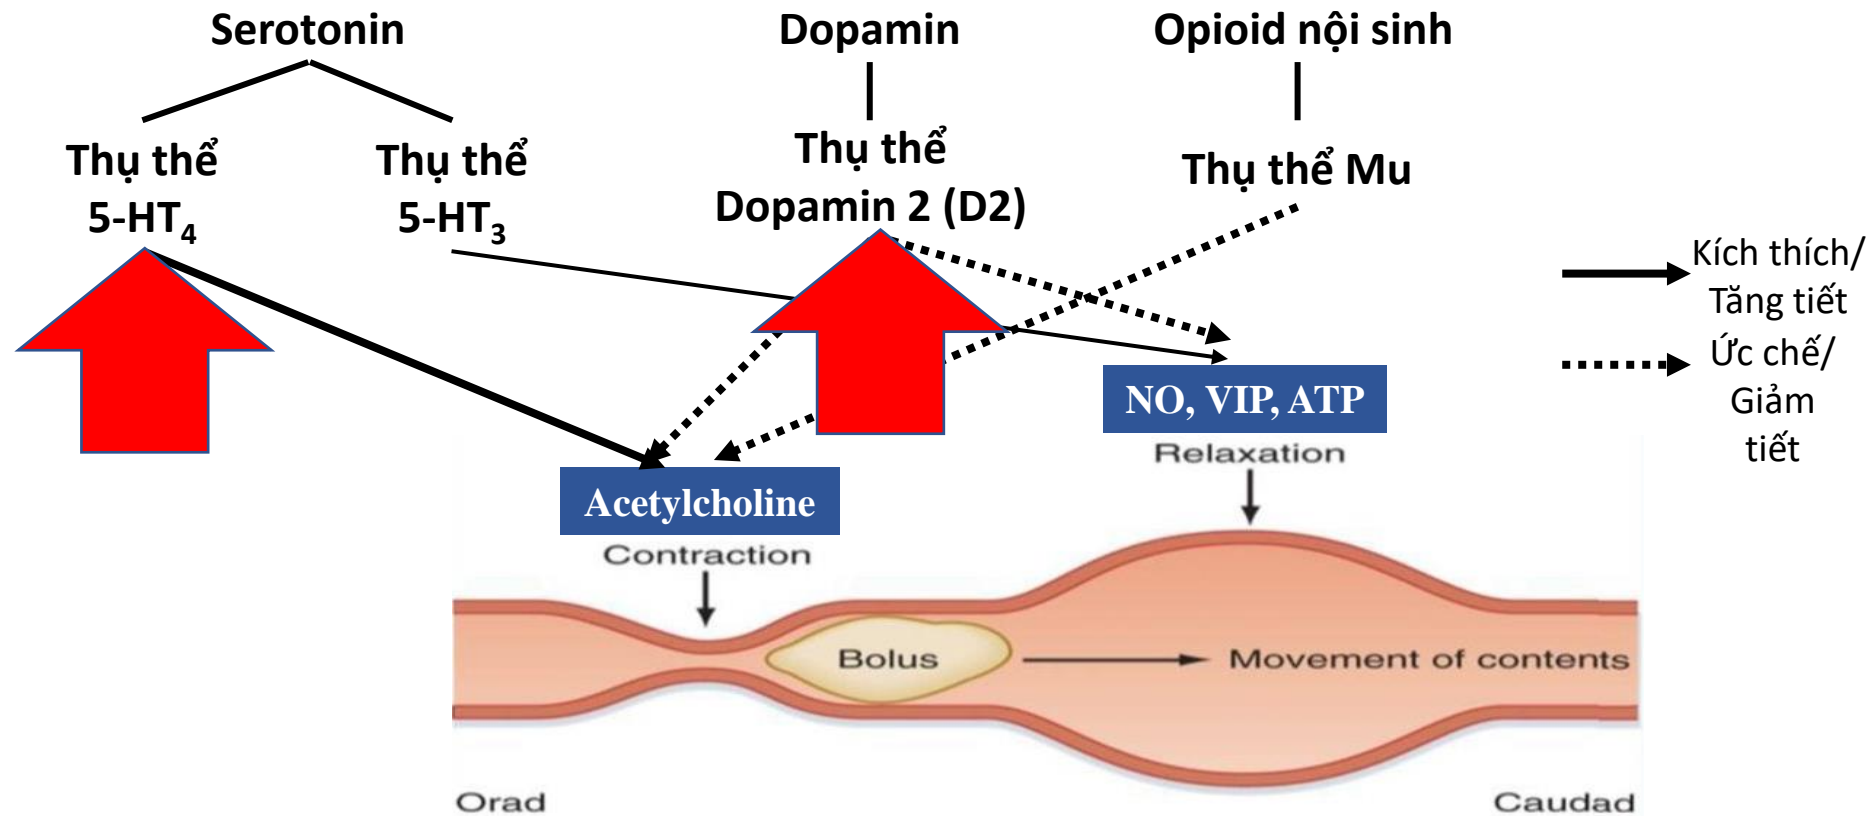 Serotonin
Dopamin
Opioid nội sinh
Thụ thể
5-HT₄
Thụ thể
5-HT₃
Thụ thể
Dopamin 2 (D2)
Thụ thể Mu
Kích thích/
Tăng tiết
Ức chế/
Giảm
tiết
NO, VIP, ATP
Relaxation
Acetylcholine
Contraction
Bolus
Movement of contents
Orad
Caudad